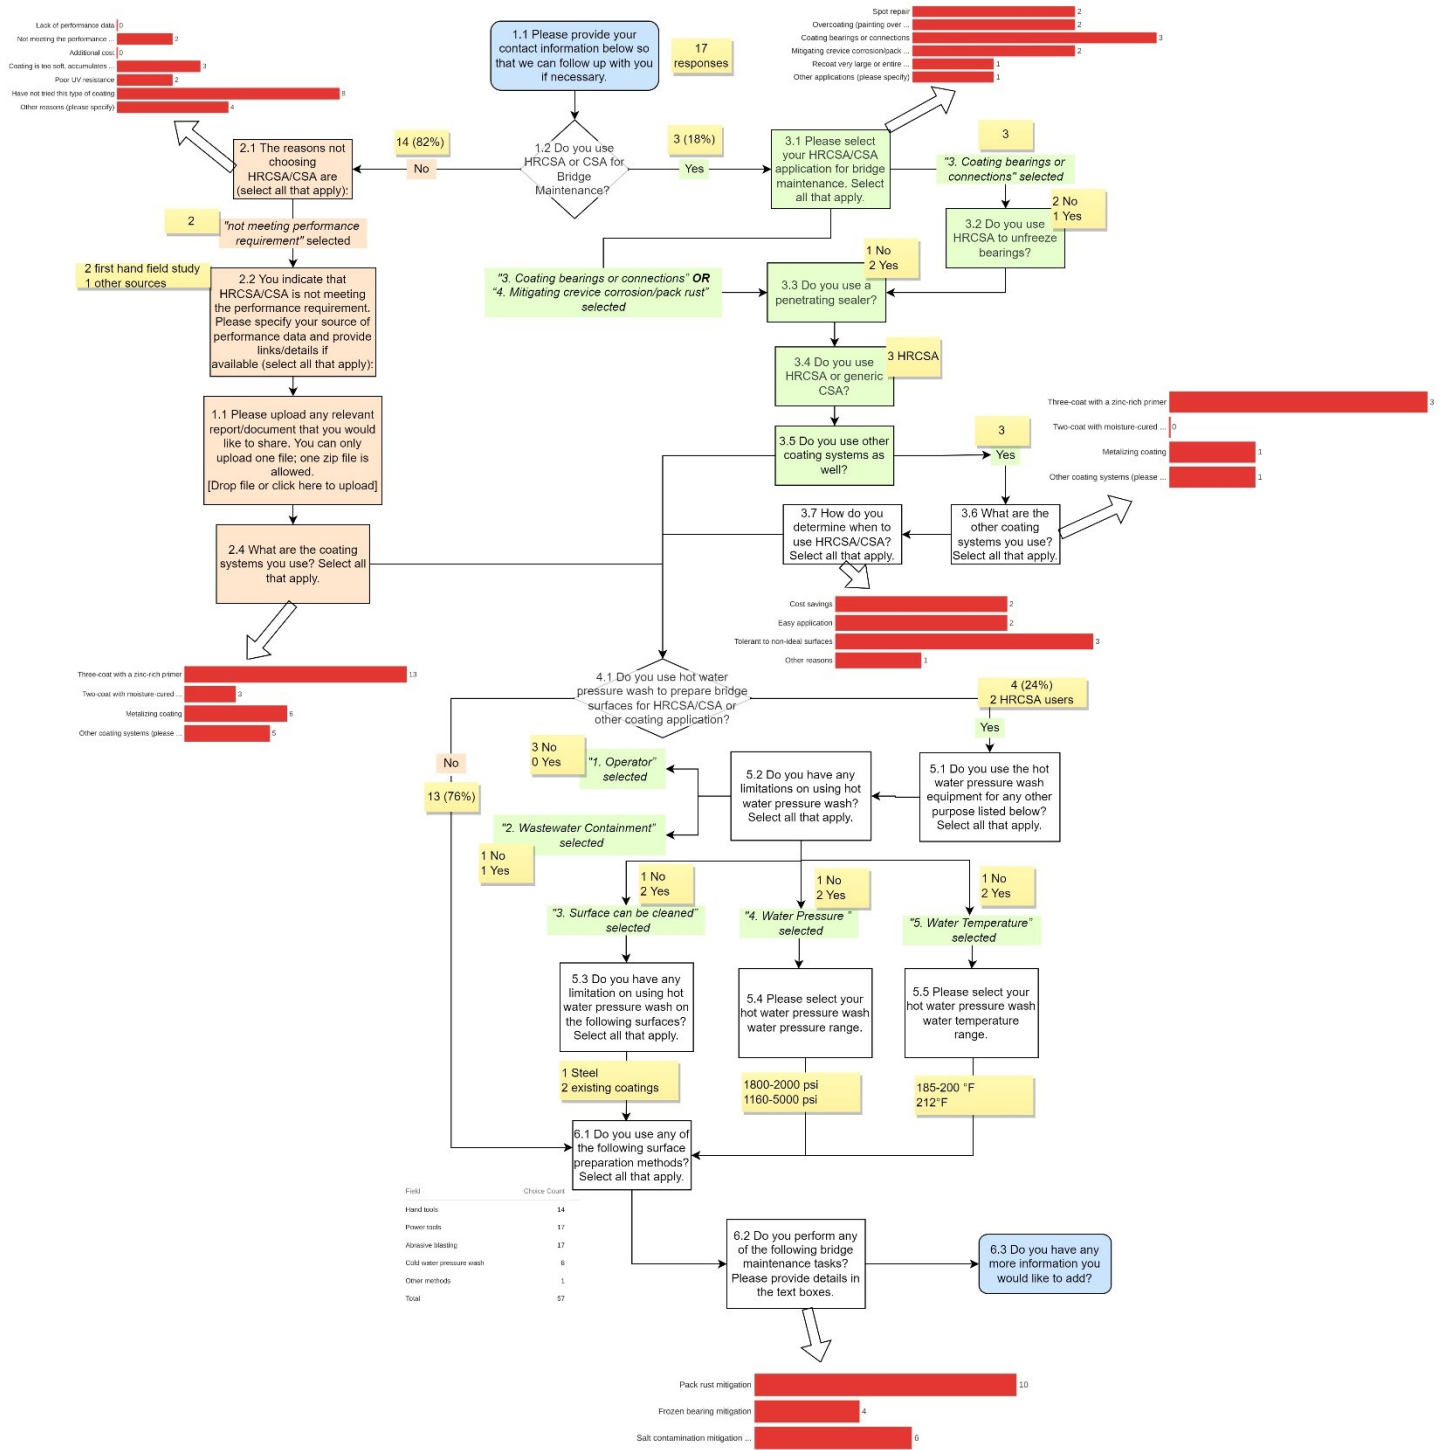 Lack of performance data 0
Not meeting the performance ... 2
Additional cost 0
Coating is too soft, accumulates ... 3
Poor UV resistance 2
Have not tried this type of coating 8
Other reasons (please specify) 4
1.1 Please provide your
contact information below so
that we can follow up with you
if necessary.
17
responses
Spot repair 2
Overcoating (painting over ... 2
Coating bearings or connections 3
Mitigating crevice corrosion/pack ... 2
Recoat very large or entire ... 1
Other applications (please specify) 1
1.2 Do you use
HRCSA or CSA for
Bridge
Maintenance?
14 (82%)
No
3 (18%)
Yes
2.1 The reasons not
choosing
HRCSA/CSA are
(select all that apply):
3.1 Please select
your HRCSA/CSA
application for bridge
maintenance. Select
all that apply.
3
"3. Coating bearings or
connections" selected
2
"not meeting performance
requirement" selected
2 No
1 Yes
3.2 Do you use
HRCSA to unfreeze
bearings?
2 first hand field study
1 other sources
2.2 You indicate that
HRCSA/CSA is not meeting
the performance requirement.
Please specify your source of
performance data and provide
links/details if
available (select all that apply):
"3. Coating bearings or connections" OR
"4. Mitigating crevice corrosion/pack rust"
selected
1 No
2 Yes
3.3 Do you use a
penetrating sealer?
3.4 Do you use
HRCSA or generic
CSA?
3 HRCSA
1.1 Please upload any relevant
report/document that you would
like to share. You can only
upload one file; one zip file is
allowed.
[Drop file or click here to upload]
3.5 Do you use other
coating systems as
well?
3
Yes
Three-coat with a zinc-rich primer 3
Two-coat with moisture-cured ... 0
Metalizing coating 1
Other coating systems (please ... 1
3.7 How do you
determine when to
use HRCSA/CSA?
Select all that apply.
3.6 What are the
other coating
systems you use?
Select all that apply.
2.4 What are the coating
systems you use? Select all
that apply.
Cost savings 2
Easy application 2
Tolerant to non-ideal surfaces 3
Other reasons 1
Three-coat with a zinc-rich primer 13
Two-coat with moisture-cured ... 3
Metalizing coating 6
Other coating systems (please ... 5
4.1 Do you use hot water
pressure wash to prepare bridge
surfaces for HRCSA/CSA or
other coating application?
4 (24%)
2 HRCSA users
Yes
No
13 (76%)
3 No
0 Yes
"1. Operator"
selected
5.2 Do you have any
limitations on using hot
water pressure wash?
Select all that apply.
5.1 Do you use the hot
water pressure wash
equipment for any other
purpose listed below?
Select all that apply.
"2. Wastewater Containment"
selected
1 No
1 Yes
1 No
2 Yes
"3. Surface can be cleaned"
selected
1 No
2 Yes
"4. Water Pressure "
selected
1 No
2 Yes
"5. Water Temperature"
selected
5.3 Do you have any
limitation on using hot
water pressure wash on
the following surfaces?
Select all that apply.
5.4 Please select your
hot water pressure wash
water pressure range.
5.5 Please select your
hot water pressure wash
water temperature
range.
1 Steel
2 existing coatings
1800-2000 psi
1160-5000 psi
185-200 °F
212°F
6.1 Do you use any of
the following surface
preparation methods?
Select all that apply.
Field Choice Count
Hand tools 14
Power tools 17
Abrasive blasting 17
Cold water pressure wash 6
Other methods 1
Total 57
6.2 Do you perform any
of the following bridge
maintenance tasks?
Please provide details in
the text boxes.
6.3 Do you have any
more information you
would like to add?
Pack rust mitigation 10
Frozen bearing mitigation 4
Salt contamination mitigation ... 6